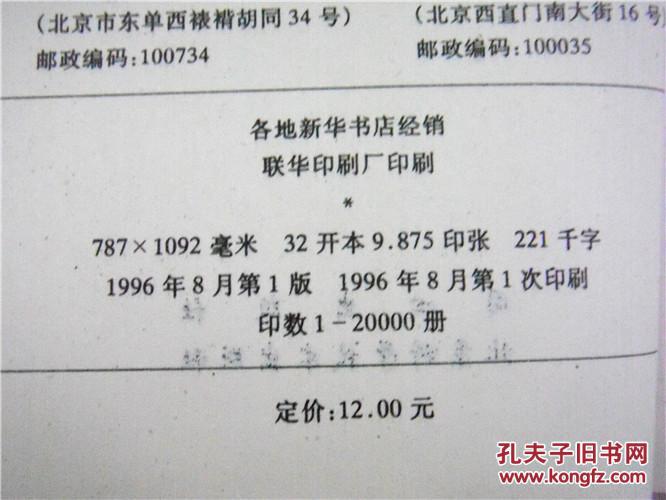 (北京市东单西裱褙胡同34号)
(北京西直门南大街16号)
邮政编码:100734
邮政编码:100035
各地新华书店经销
联华印刷厂印刷
*
787×1092毫米 32开本9.875印张 221千字
1996年8月第1版 1996年8月第1次印刷
印数1-20000册
定价:12.00元
孔夫子旧书网
www.kongfz.com